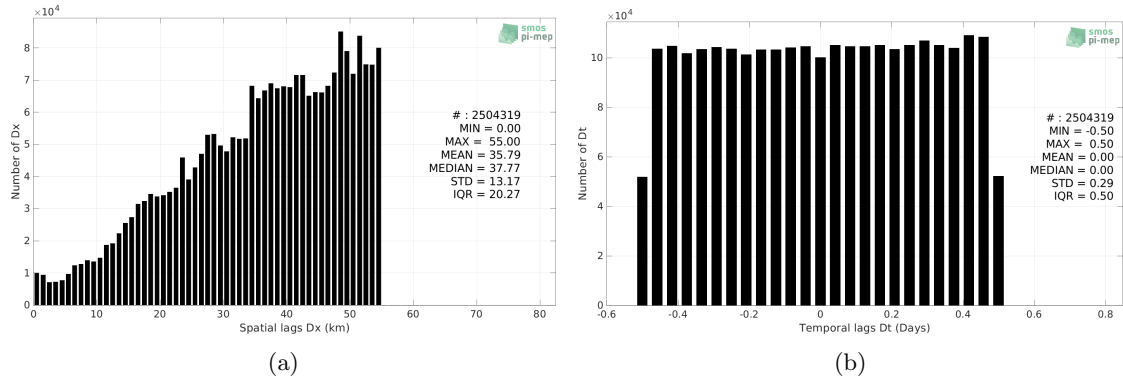 ×10⁴
8
7
6
5
4
3
2
1
0
Number of Dx
smos
pi-mep
# : 2504319
MIN = 0.00
MAX = 55.00
MEAN = 35.79
MEDIAN = 37.77
STD = 13.17
IQR = 20.27
0 10 20 30 40 50 60 70 80
Spatial lags Dx (km)
(a)
×10⁴
10
8
6
4
2
0
Number of Dt
smos
pi-mep
# : 2504319
MIN = -0.50
MAX = 0.50
MEAN = 0.00
MEDIAN = 0.00
STD = 0.29
IQR = 0.50
-0.6 -0.4 -0.2 0 0.2 0.4 0.6 0.8
Temporal lags Dt (Days)
(b)